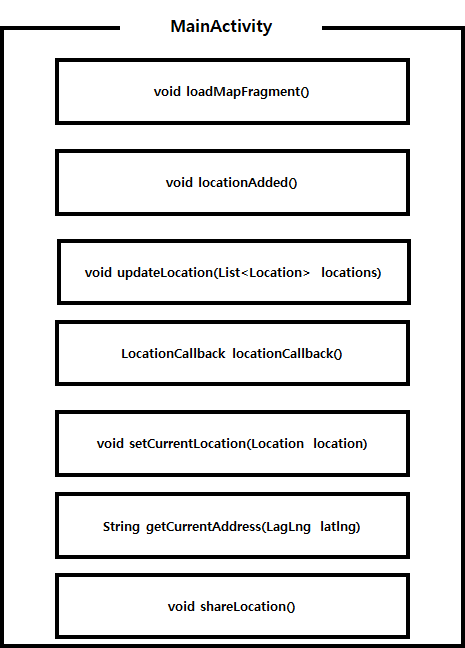 MainActivity
void loadMapFragment()
void locationAdded()
void updateLocation(List<Location> locations)
LocationCallback locationCallback()
void setCurrentLocation(Location location)
String getCurrentAddress(LagLng latlng)
void shareLocation()